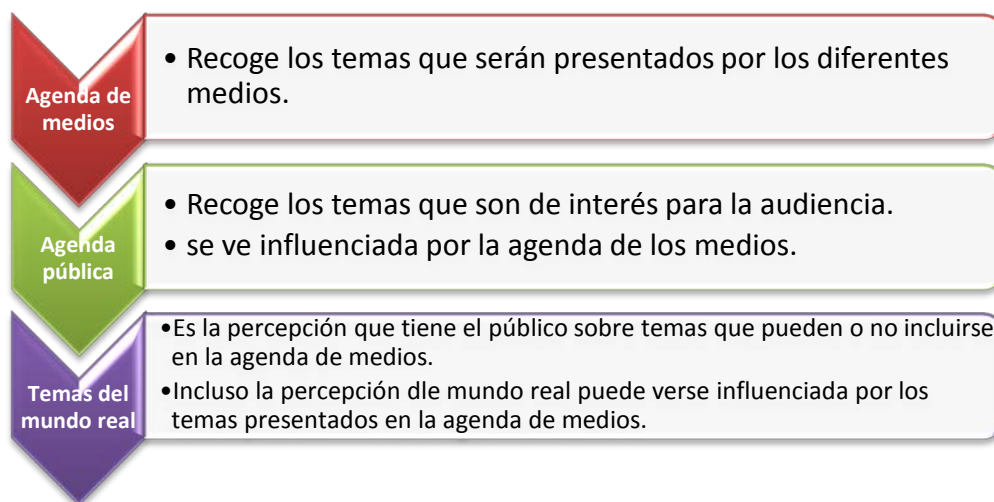 Agenda de
medios
• Recoge los temas que serán presentados por los diferentes
medios.
Agenda
pública
• Recoge los temas que son de interés para la audiencia.
• se ve influenciada por la agenda de los medios.
Temas del
mundo real
•Es la percepción que tiene el público sobre temas que pueden o no incluirse
en la agenda de medios.
•Incluso la percepción dle mundo real puede verse influenciada por los
temas presentados en la agenda de medios.